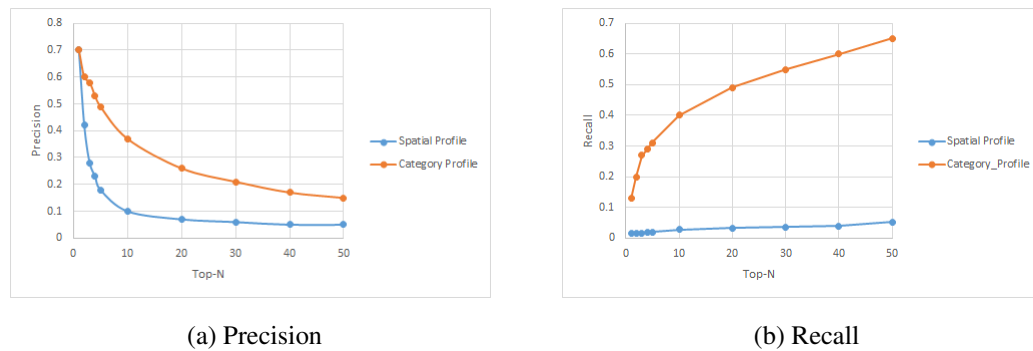 0.8
0.7
0.6
0.5
0.4
0.3
0.2
0.1
0
Precision
0 10 20 30 40 50
Top-N
Spatial Profile
Category Profile
(a) Precision
0.7
0.6
0.5
0.4
0.3
0.2
0.1
0
Recall
0 10 20 30 40 50
Top-N
Spatial Profile
Category_Profile
(b) Recall